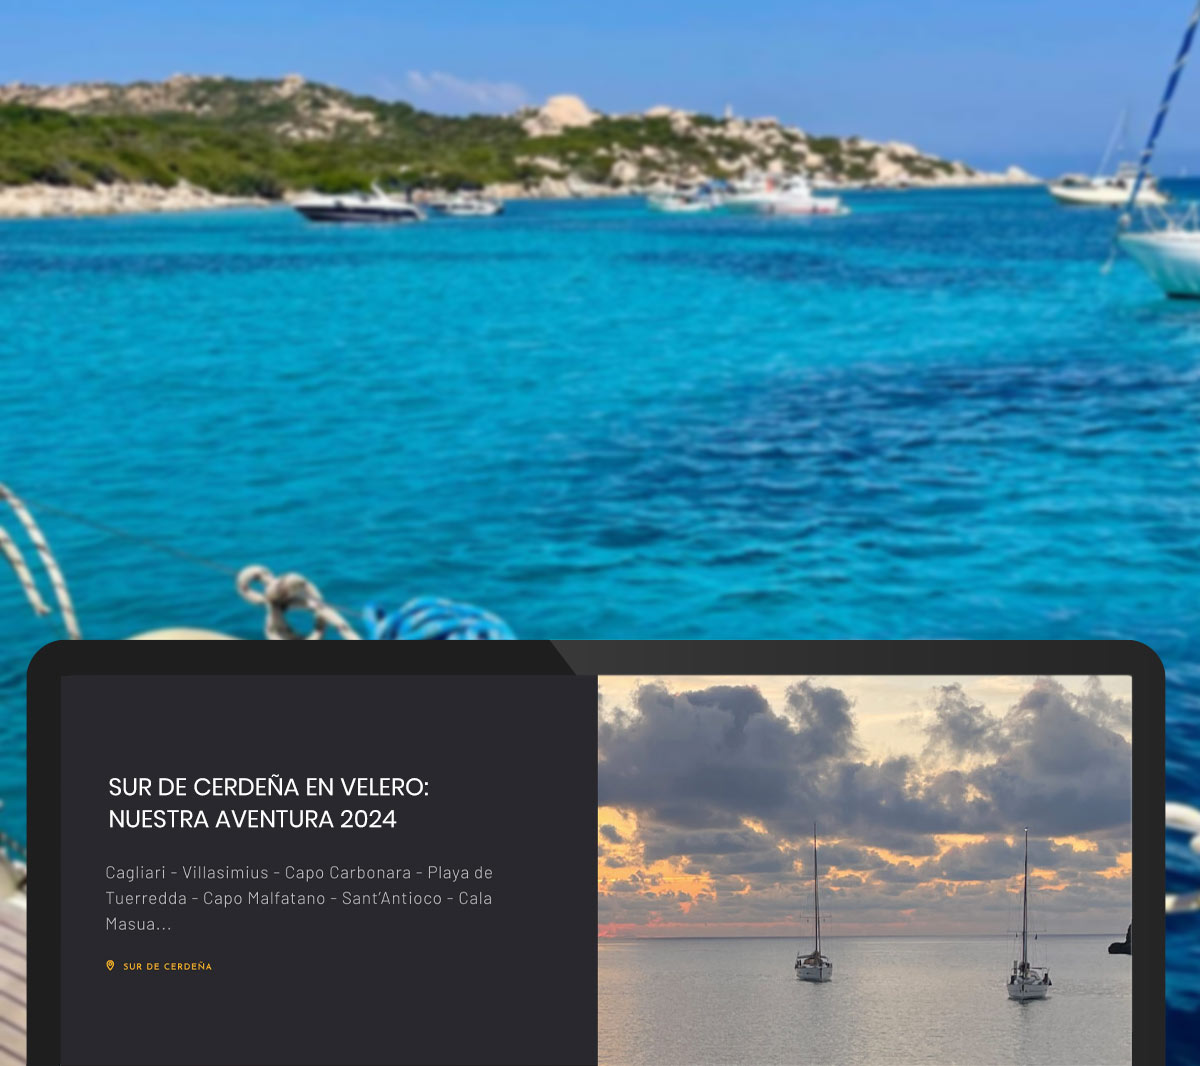 SUR DE CERDEÑA EN VELERO:
NUESTRA AVENTURA 2024
Cagliari - Villasimius - Capo Carbonara - Playa de
Tuerredda - Capo Malfatano - Sant'Antioco - Cala
Masua...
SUR DE CERDEÑA